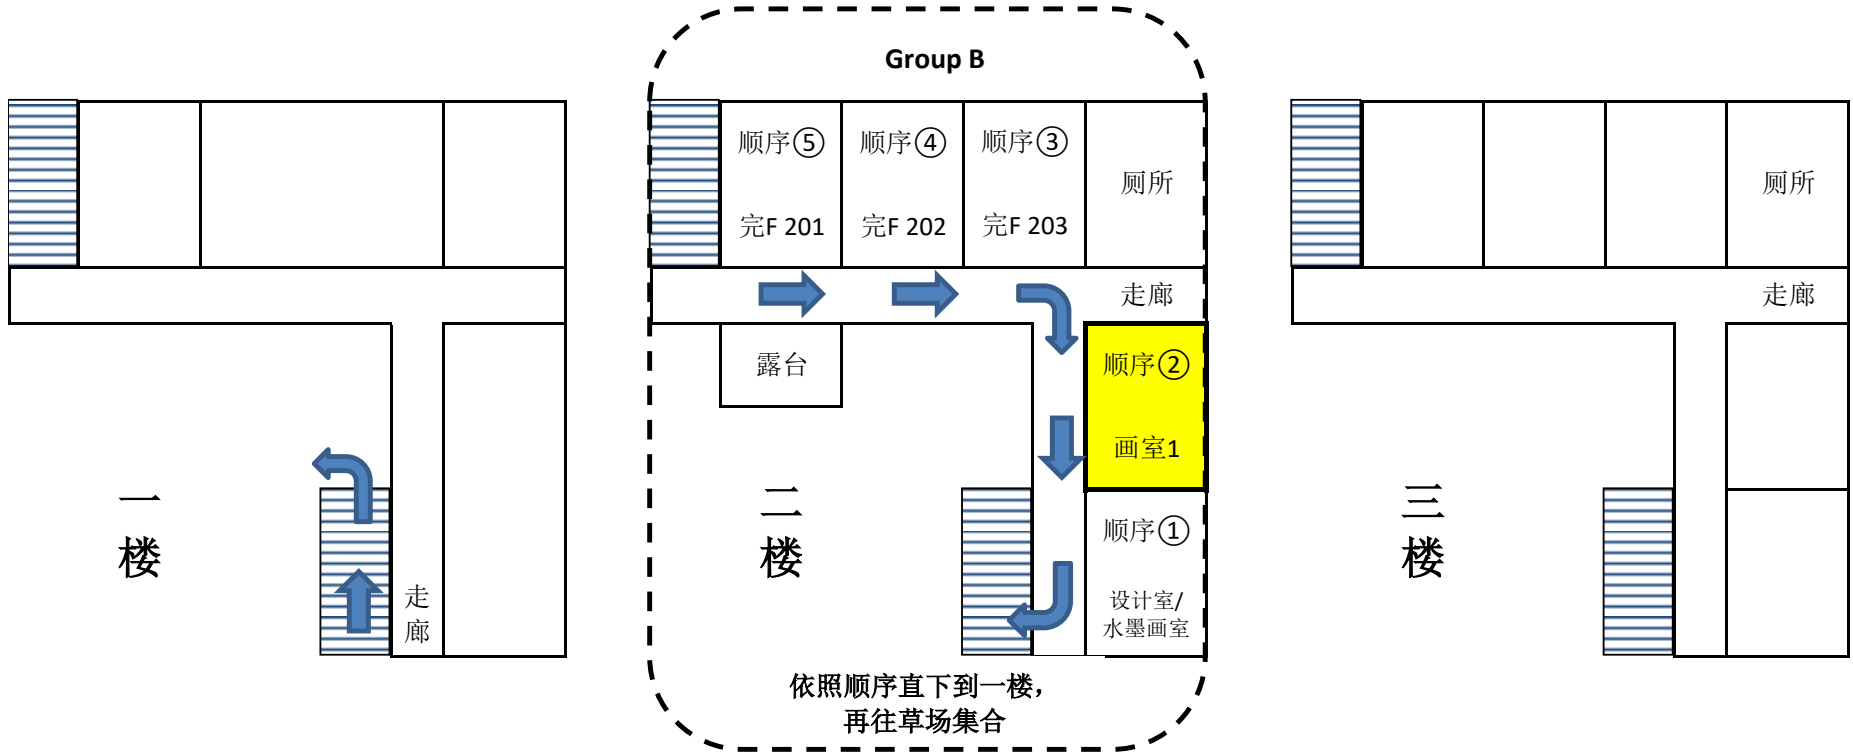 Group B
顺序⑤
顺序④
顺序③
厕所
完F 201
完F 202
完F 203
走廊
露台
顺序②
画室1
顺序①
设计室/
水墨画室
一
楼
走
廊
二
楼
依照顺序直下到一楼，
再往草场集合
厕所
走廊
三
楼